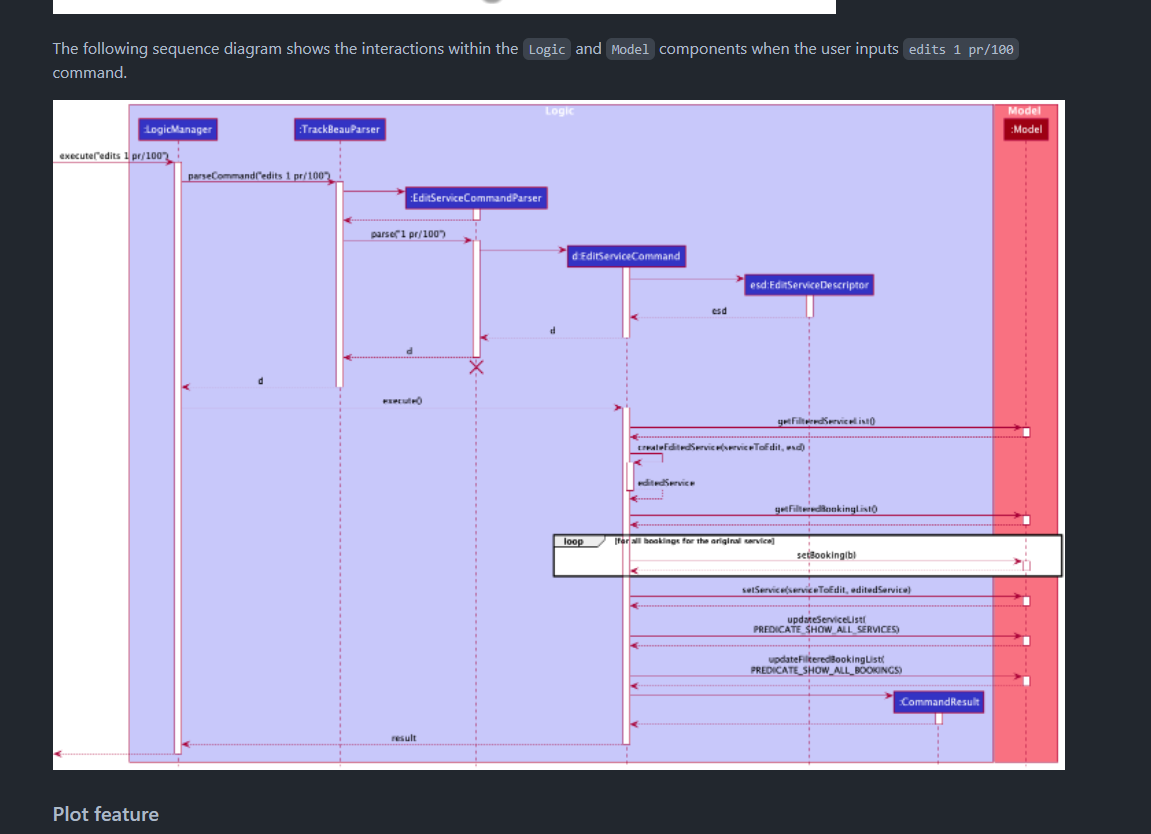 The following sequence diagram shows the interactions within the Logic and Model components when the user inputs edits 1 pr/100
command.
Logic
Model
:LogicManager
:TrackBeauParser
:Model
execute("edits 1 pr/100")
parseCommand("edits 1 pr/100")
:EditServiceCommandParser
parse("1 pr/100")
d:EditServiceCommand
esd:EditServiceDescriptor
esd
d
d
d
execute()
getFilteredServiceList()
createEditedService(serviceToEdit, esd)
editedService
getFilteredBookingList()
loop [for all bookings for the original service]
setBooking(b)
setService(serviceToEdit, editedService)
updateServiceList(
PREDICATE_SHOW_ALL_SERVICES)
updateFilteredBookingList(
PREDICATE_SHOW_ALL_BOOKINGS)
:CommandResult
result
Plot feature